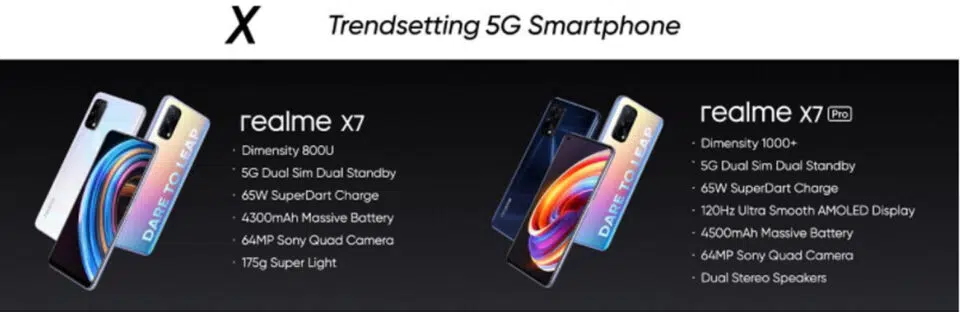 X Trendsetting 5G Smartphone
realme X7
· Dimensity 800U
· 5G Dual Sim Dual Standby
· 65W SuperDart Charge
· 4300mAh Massive Battery
· 64MP Sony Quad Camera
· 175g Super Light
DARE TO LEAP
realme X7 Pro
· Dimensity 1000+
· 5G Dual Sim Dual Standby
· 65W SuperDart Charge
· 120Hz Ultra Smooth AMOLED Display
· 4500mAh Massive Battery
· 64MP Sony Quad Camera
· Dual Stereo Speakers
DARE TO LEAP